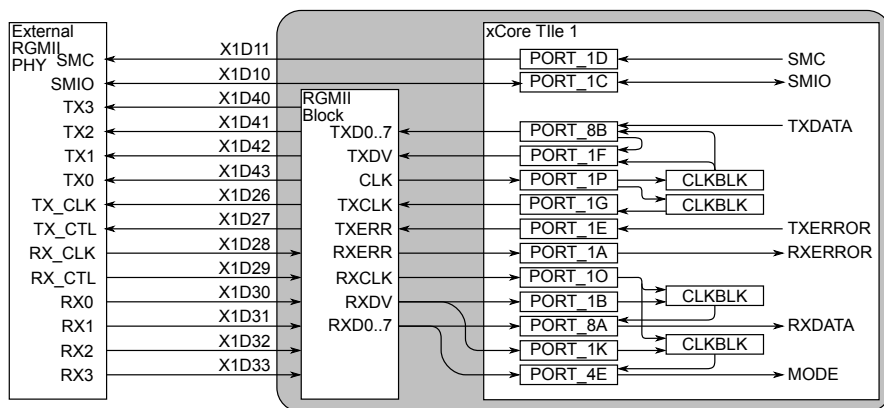 External
RGMII
PHY
SMC
SMIO
TX3
TX2
TX1
TX0
TX_CLK
TX_CTL
RX_CLK
RX_CTL
RX0
RX1
RX2
RX3
X1D11
X1D10
X1D40
X1D41
X1D42
X1D43
X1D26
X1D27
X1D28
X1D29
X1D30
X1D31
X1D32
X1D33
RGMII
Block
TXD0..7
TXDV
CLK
TXCLK
TXERR
RXERR
RXCLK
RXDV
RXD0..7
xCore TIle 1
PORT_1D
PORT_1C
PORT_8B
PORT_1F
PORT_1P
PORT_1G
PORT_1E
PORT_1A
PORT_1O
PORT_1B
PORT_8A
PORT_1K
PORT_4E
CLKBLK
CLKBLK
CLKBLK
CLKBLK
SMC
SMIO
TXDATA
TXERROR
RXERROR
RXDATA
MODE